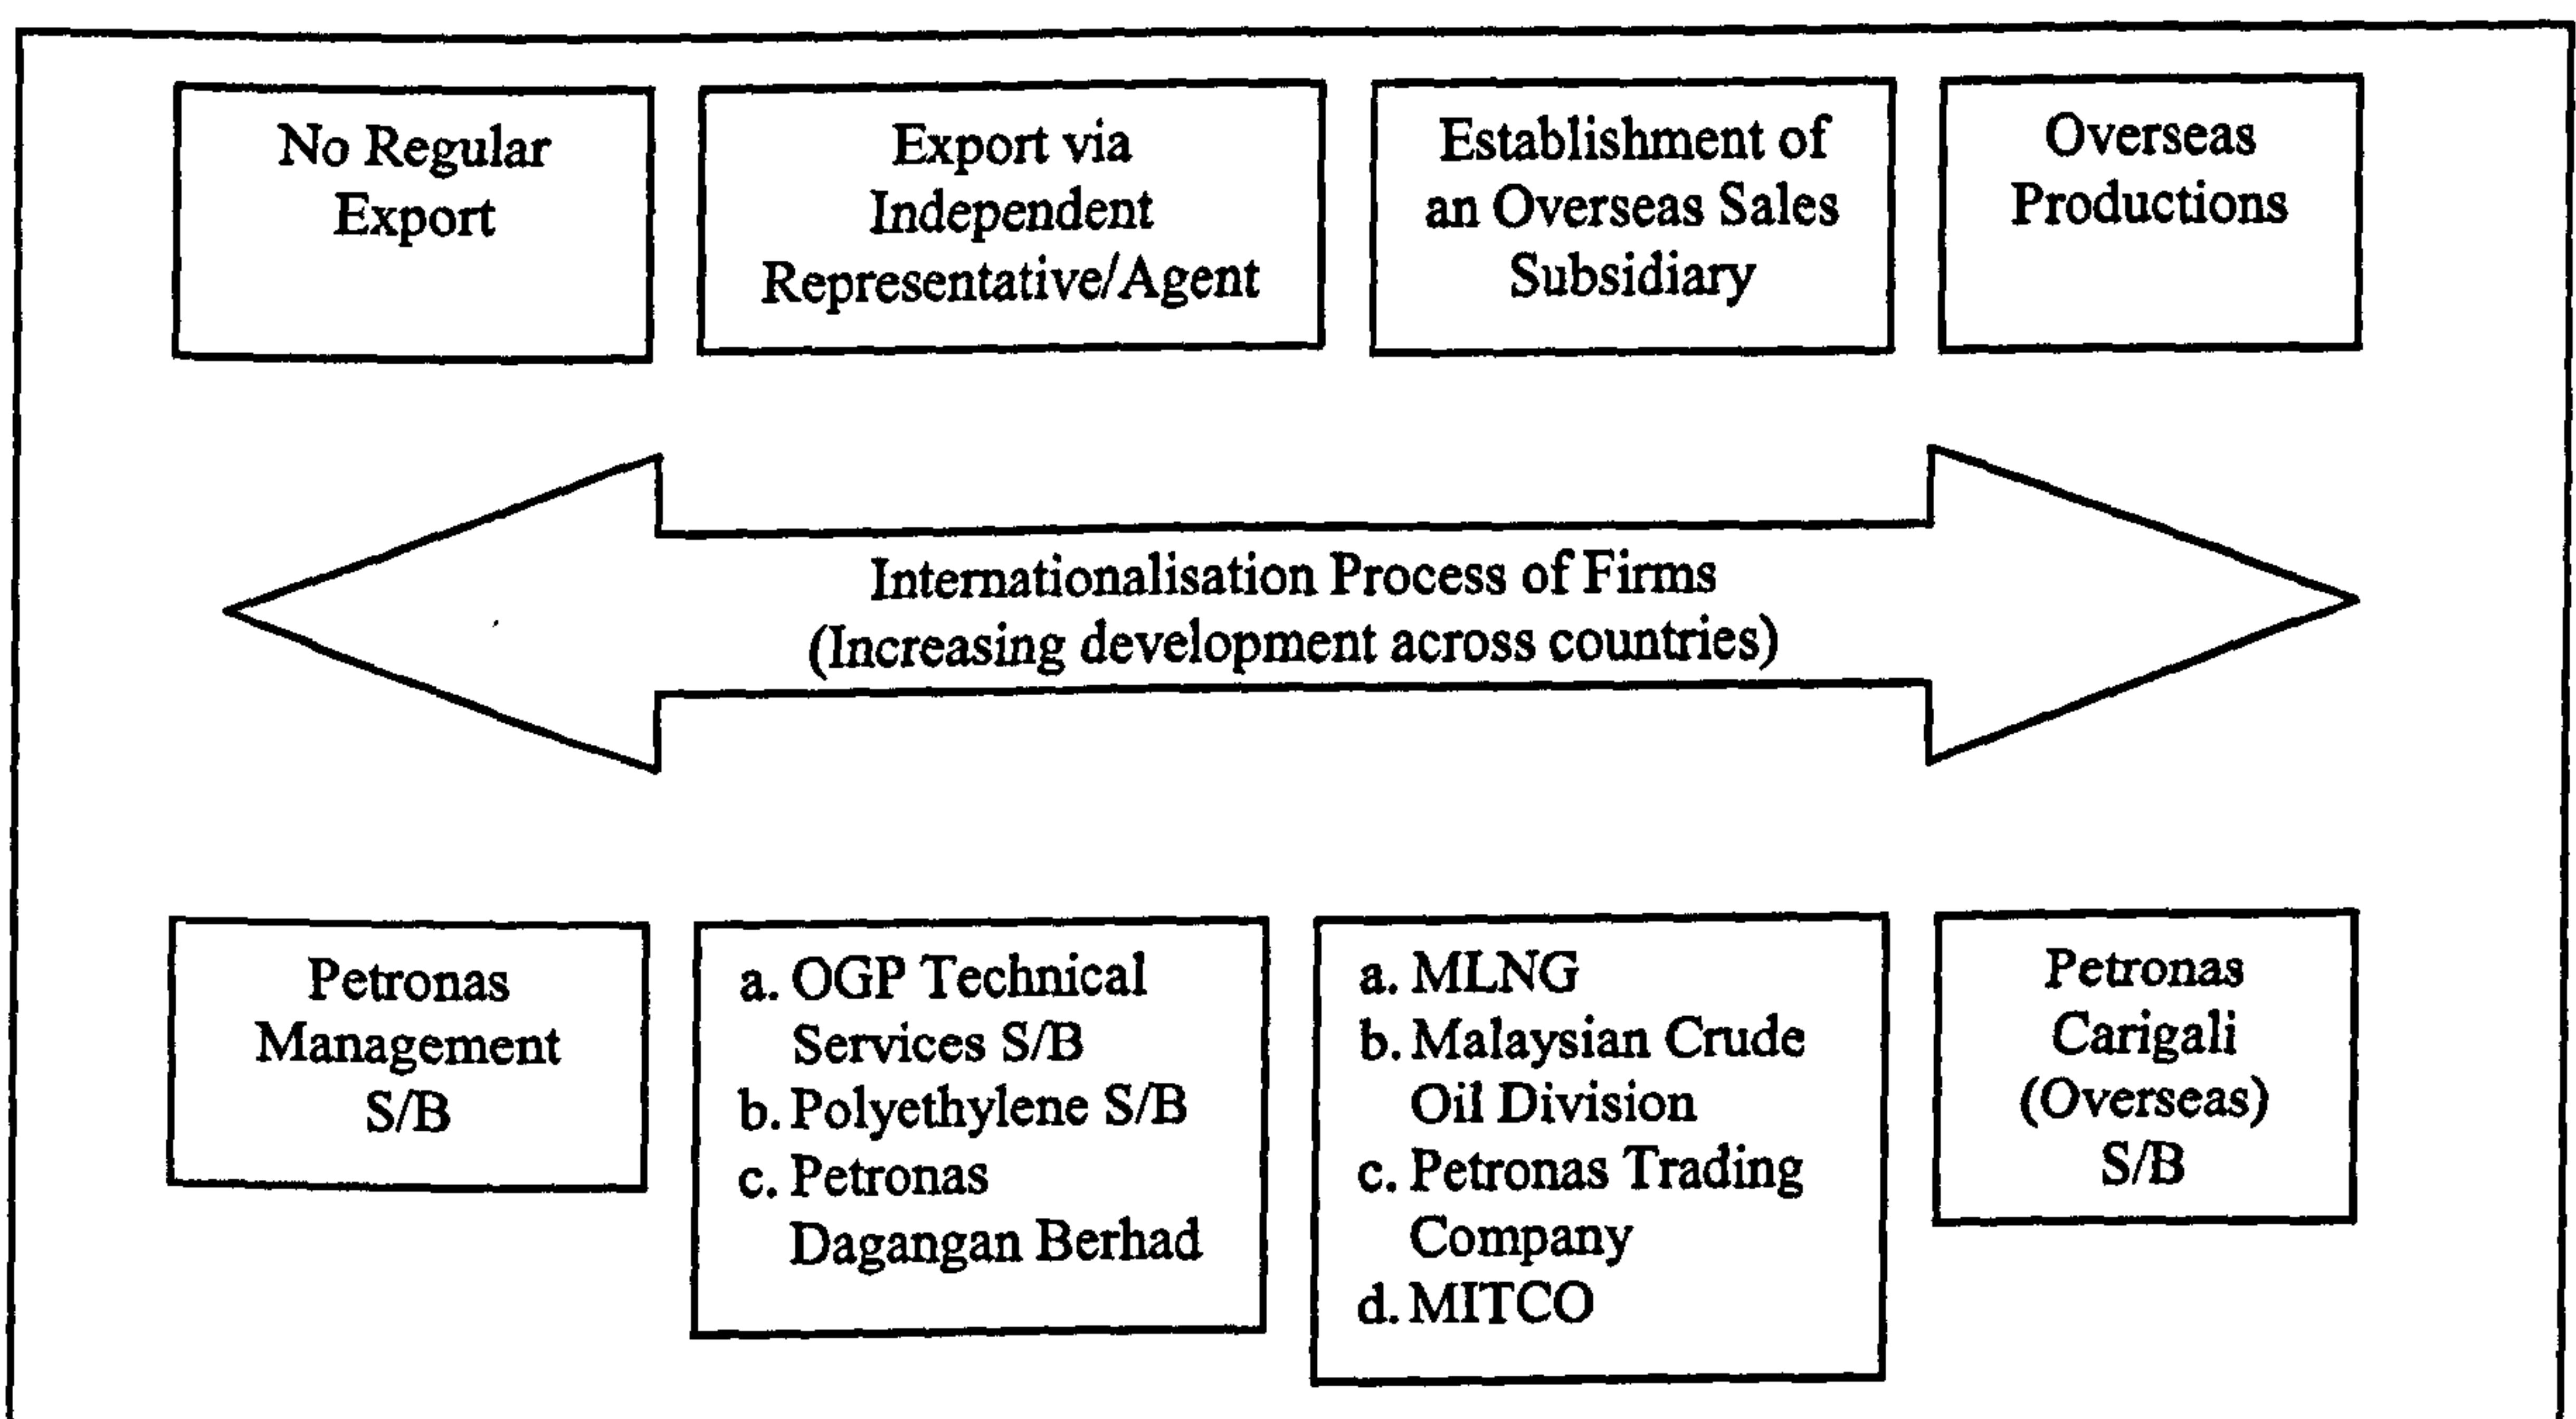 No Regular
Export
Export via
Independent
Representative/Agent
Establishment of
an Overseas Sales
Subsidiary
Overseas
Productions
Internationalisation Process of Firms
(Increasing development across countries)
Petronas
Management
S/B
a. OGP Technical
Services S/B
b. Polyethylene S/B
c. Petronas
Dagangan Berhad
a. MLNG
b. Malaysian Crude
Oil Division
c. Petronas Trading
Company
d. MITCO
Petronas
Carigali
(Overseas)
S/B